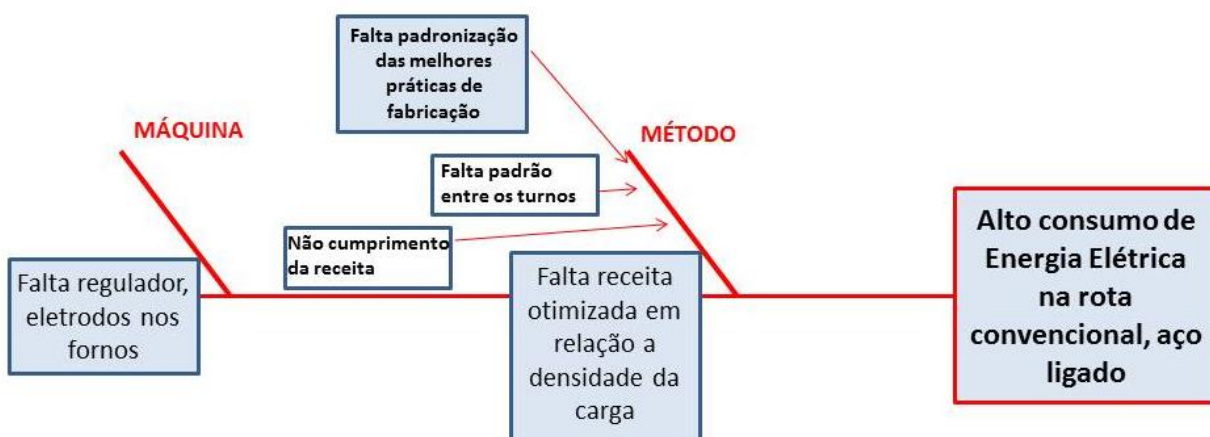 Falta padronização
das melhores
práticas de
fabricação
MÁQUINA
MÉTODO
Falta padrão
entre os turnos
Não cumprimento
da receita
Falta regulador,
eletrodos nos
fornos
Falta receita
otimizada em
relação a
densidade da
carga
Alto consumo de
Energia Elétrica
na rota
convencional, aço
ligado